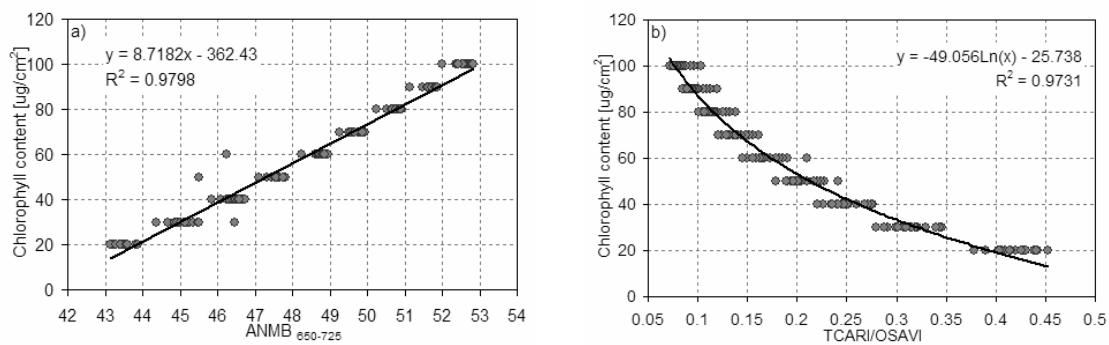 a)
y = 8.7182x - 362.43
R² = 0.9798
Chlorophyll content [ug/cm²]
120
100
80
60
40
20
0
42 43 44 45 46 47 48 49 50 51 52 53 54
ANMB 650-725
b)
y = -49.056Ln(x) - 25.738
R² = 0.9731
Chlorophyll content [ug/cm²]
120
100
80
60
40
20
0
0.05 0.1 0.15 0.2 0.25 0.3 0.35 0.4 0.45 0.5
TCARI/OSAVI